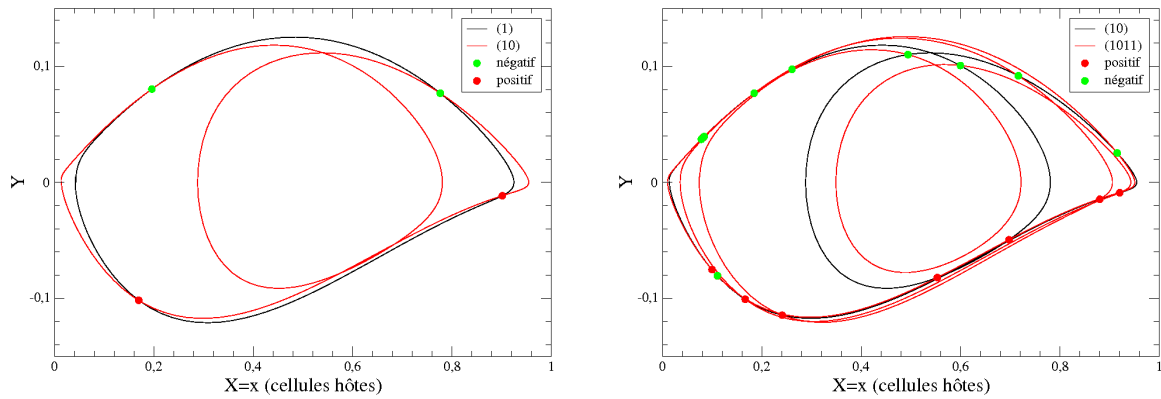 (1)
(10)
négatif
positif
0,1
0
-0,1
Y
0
0,2
0,4
0,6
0,8
1
X=x (cellules hôtes)
(10)
(1011)
positif
négatif
0,1
0
-0,1
Y
0
0,2
0,4
0,6
0,8
1
X=x (cellules hôtes)